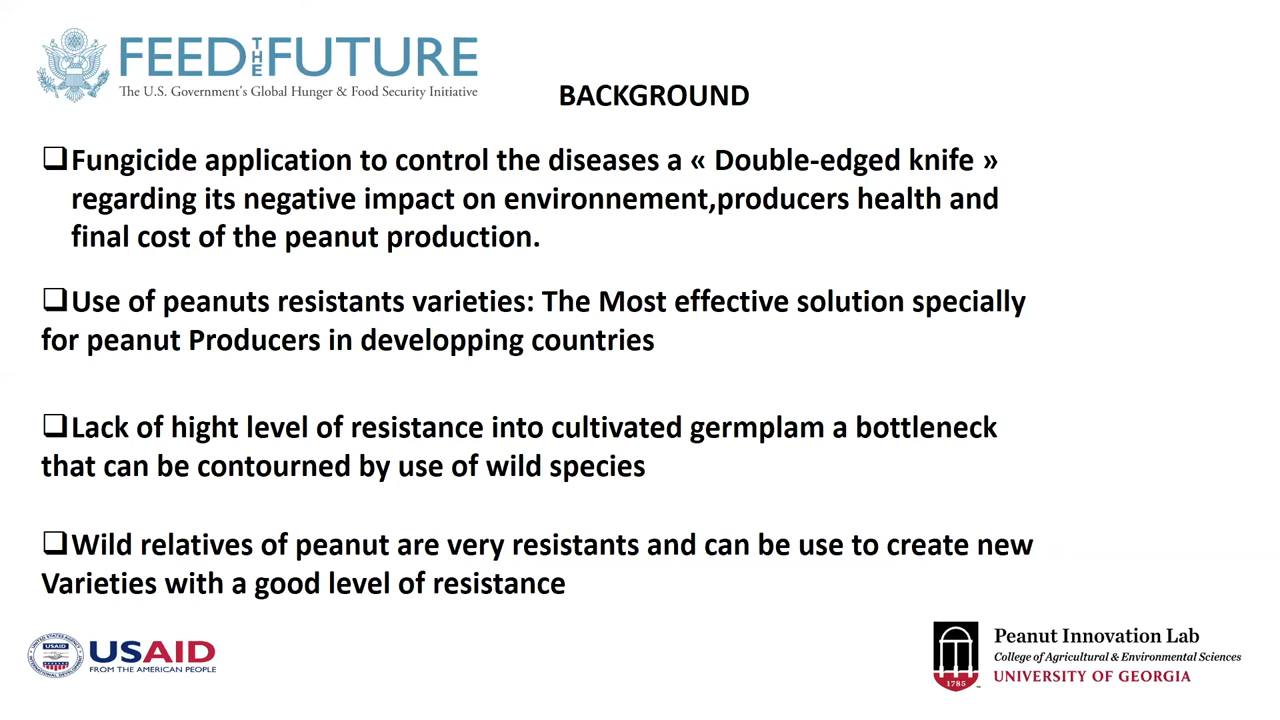 FEED THE FUTURE
The U.S. Government's Global Hunger & Food Security Initiative
BACKGROUND
❑Fungicide application to control the diseases a « Double-edged knife »
regarding its negative impact on environnement,producers health and
final cost of the peanut production.
❑Use of peanuts resistants varieties: The Most effective solution specially
for peanut Producers in developping countries
❑Lack of hight level of resistance into cultivated germplam a bottleneck
that can be contourned by use of wild species
❑Wild relatives of peanut are very resistants and can be use to create new
Varieties with a good level of resistance
USAID
FROM THE AMERICAN PEOPLE
1785
Peanut Innovation Lab
College of Agricultural & Environmental Sciences
UNIVERSITY OF GEORGIA